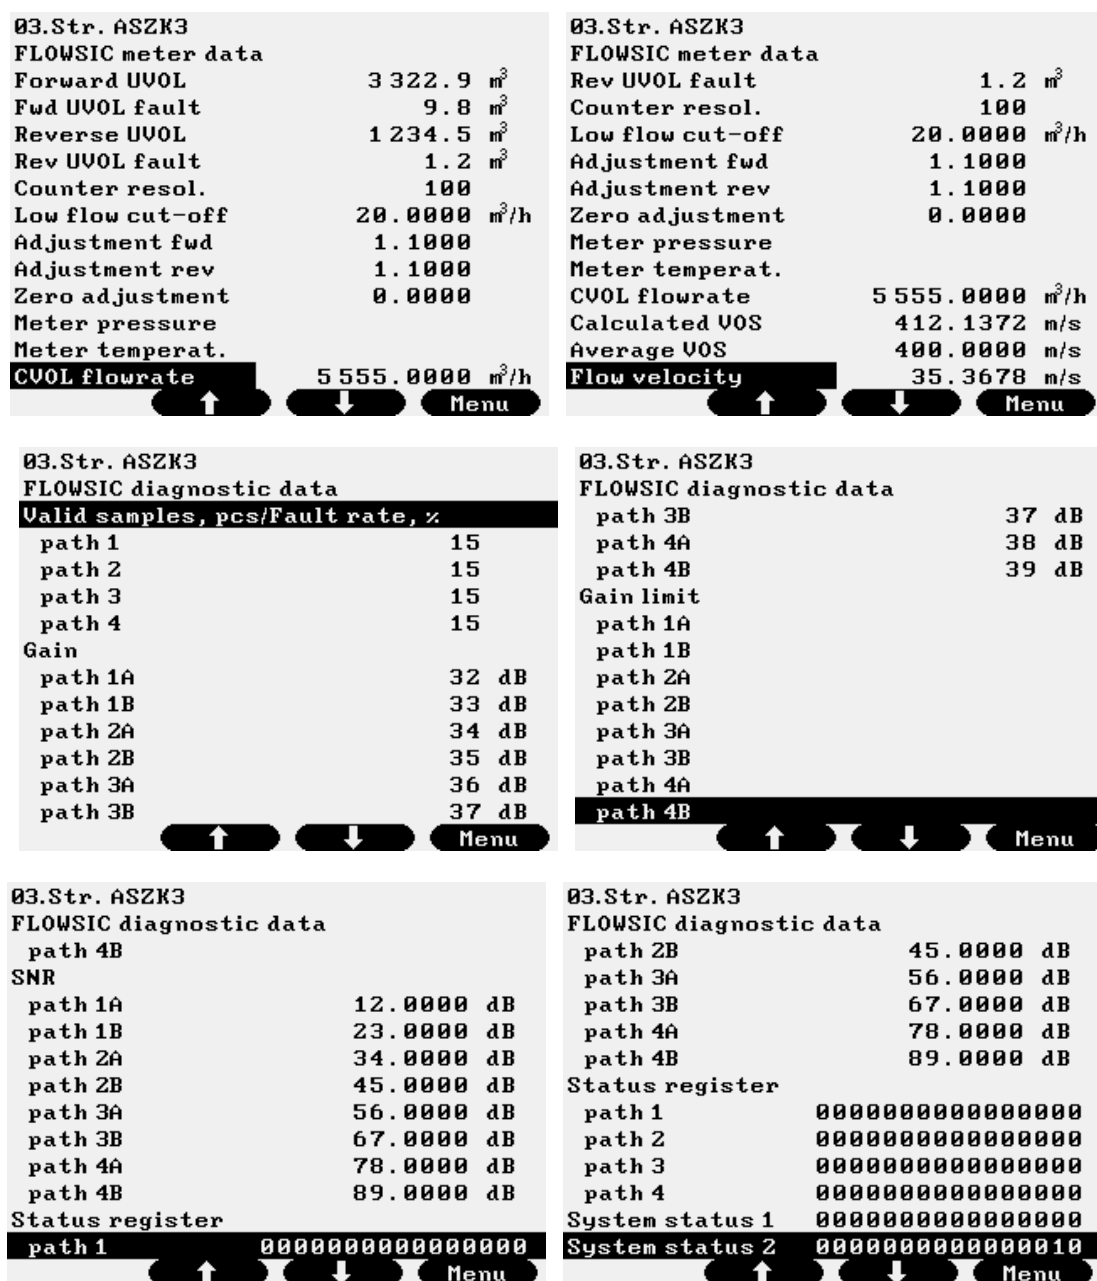 03.Str. ASZK3
FLOWSIC meter data
Forward UVOL 3 322.9 m³
Fwd UVOL fault 9.8 m³
Reverse UVOL 1 234.5 m³
Rev UVOL fault 1.2 m³
Counter resol. 100
Low flow cut-off 20.0000 m³/h
Adjustment fwd 1.1000
Adjustment rev 1.1000
Zero adjustment 0.0000
Meter pressure
Meter temperat.
CVOL flowrate 5 555.0000 m³/h
Menu
03.Str. ASZK3
FLOWSIC meter data
Rev UVOL fault 1.2 m³
Counter resol. 100
Low flow cut-off 20.0000 m³/h
Adjustment fwd 1.1000
Adjustment rev 1.1000
Zero adjustment 0.0000
Meter pressure
Meter temperat.
CVOL flowrate 5 555.0000 m³/h
Calculated VOS 412.1372 m/s
Average VOS 400.0000 m/s
Flow velocity 35.3678 m/s
Menu
03.Str. ASZK3
FLOWSIC diagnostic data
Valid samples, pcs/Fault rate, %
path 1 15
path 2 15
path 3 15
path 4 15
Gain
path 1A 32 dB
path 1B 33 dB
path 2A 34 dB
path 2B 35 dB
path 3A 36 dB
path 3B 37 dB
Menu
03.Str. ASZK3
FLOWSIC diagnostic data
path 3B 37 dB
path 4A 38 dB
path 4B 39 dB
Gain limit
path 1A
path 1B
path 2A
path 2B
path 3A
path 3B
path 4A
path 4B
Menu
03.Str. ASZK3
FLOWSIC diagnostic data
path 4B
SNR
path 1A 12.0000 dB
path 1B 23.0000 dB
path 2A 34.0000 dB
path 2B 45.0000 dB
path 3A 56.0000 dB
path 3B 67.0000 dB
path 4A 78.0000 dB
path 4B 89.0000 dB
Status register
path 1 0000000000000000
Menu
03.Str. ASZK3
FLOWSIC diagnostic data
path 2B 45.0000 dB
path 3A 56.0000 dB
path 3B 67.0000 dB
path 4A 78.0000 dB
path 4B 89.0000 dB
Status register
path 1 0000000000000000
path 2 0000000000000000
path 3 0000000000000000
path 4 0000000000000000
System status 1 0000000000000000
System status 2 0000000000000010
Menu